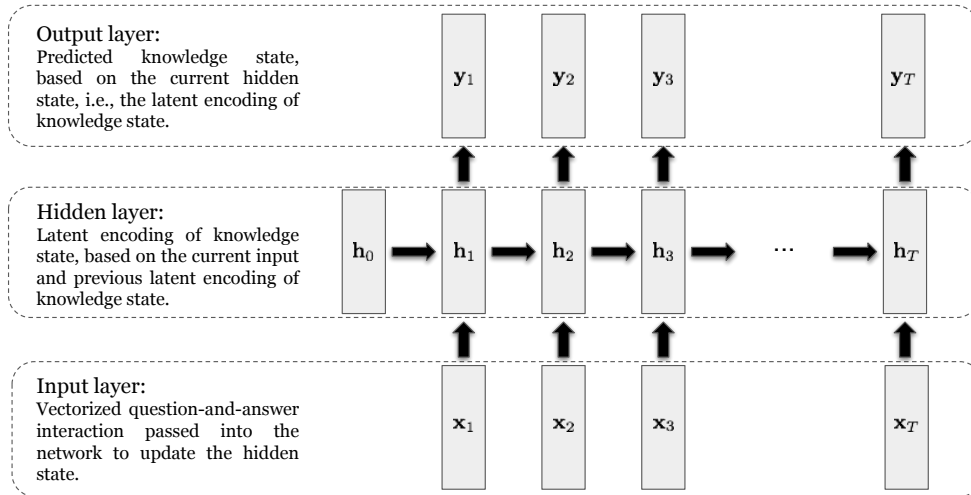 Output layer:
Predicted knowledge state,
based on the current hidden
state, i.e., the latent encoding of
knowledge state.
y1 y2 y3 yT
Hidden layer:
Latent encoding of knowledge
state, based on the current input
and previous latent encoding of
knowledge state.
h0 h1 h2 h3 ... hT
Input layer:
Vectorized question-and-answer
interaction passed into the
network to update the hidden
state.
x1 x2 x3 xT